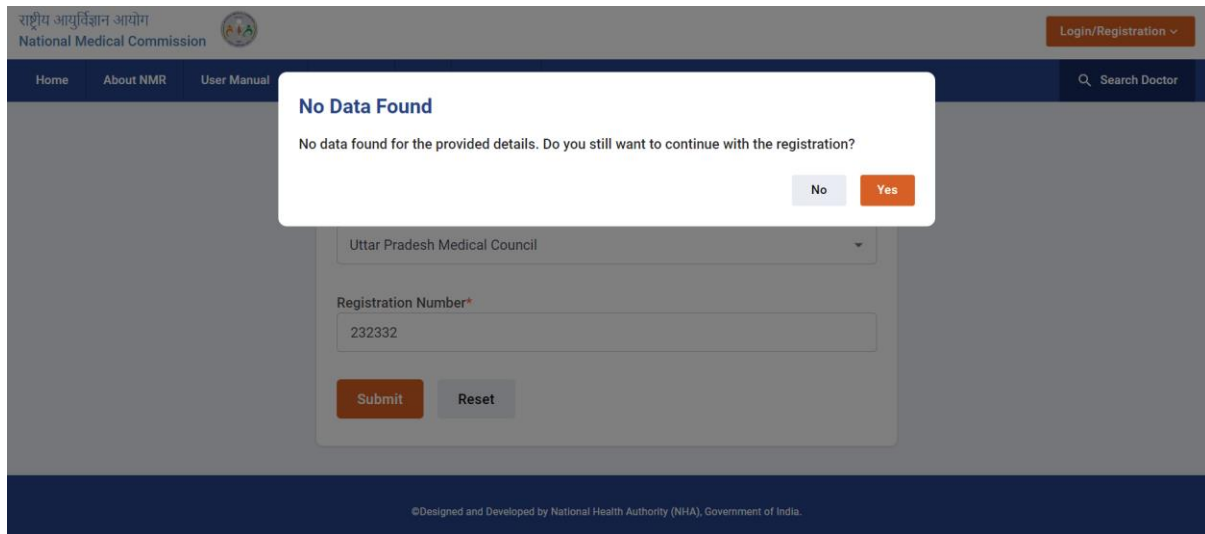 राष्ट्रीय आयुर्विज्ञान आयोग
National Medical Commission
Login/Registration
Home About NMR User Manual
Search Doctor
No Data Found
No data found for the provided details. Do you still want to continue with the registration?
No Yes
Uttar Pradesh Medical Council
Registration Number*
232332
Submit Reset
©Designed and Developed by National Health Authority (NHA), Government of India.